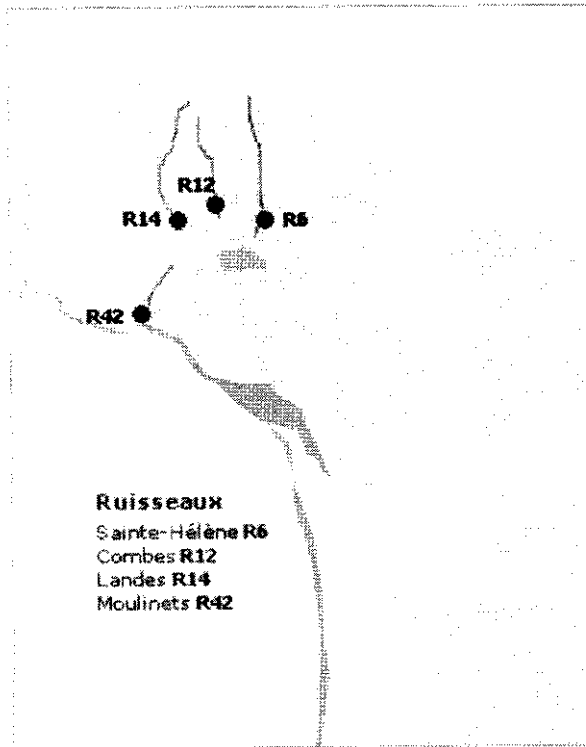 R12
R14
R6
R42
Ruisseaux
Sainte-Hélène R6
Combes R12
Landes R14
Moulinets R42